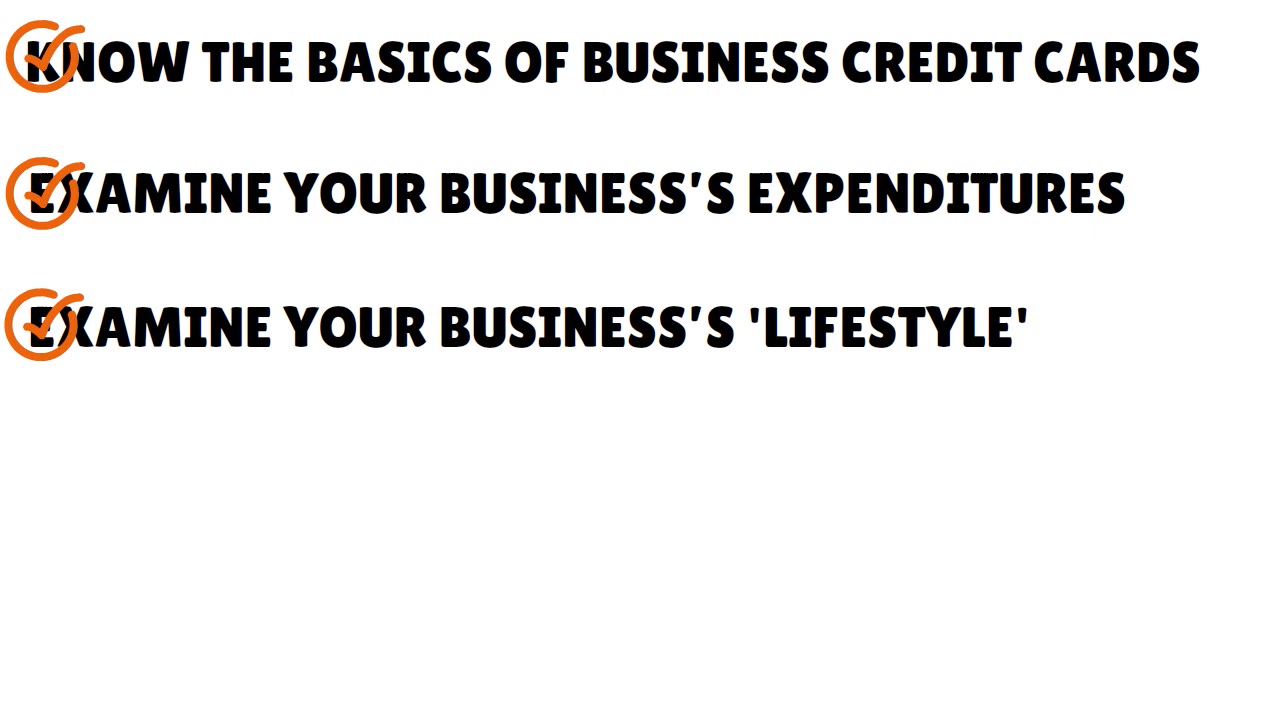 KNOW THE BASICS OF BUSINESS CREDIT CARDS
EXAMINE YOUR BUSINESS’S EXPENDITURES
EXAMINE YOUR BUSINESS’S 'LIFESTYLE'